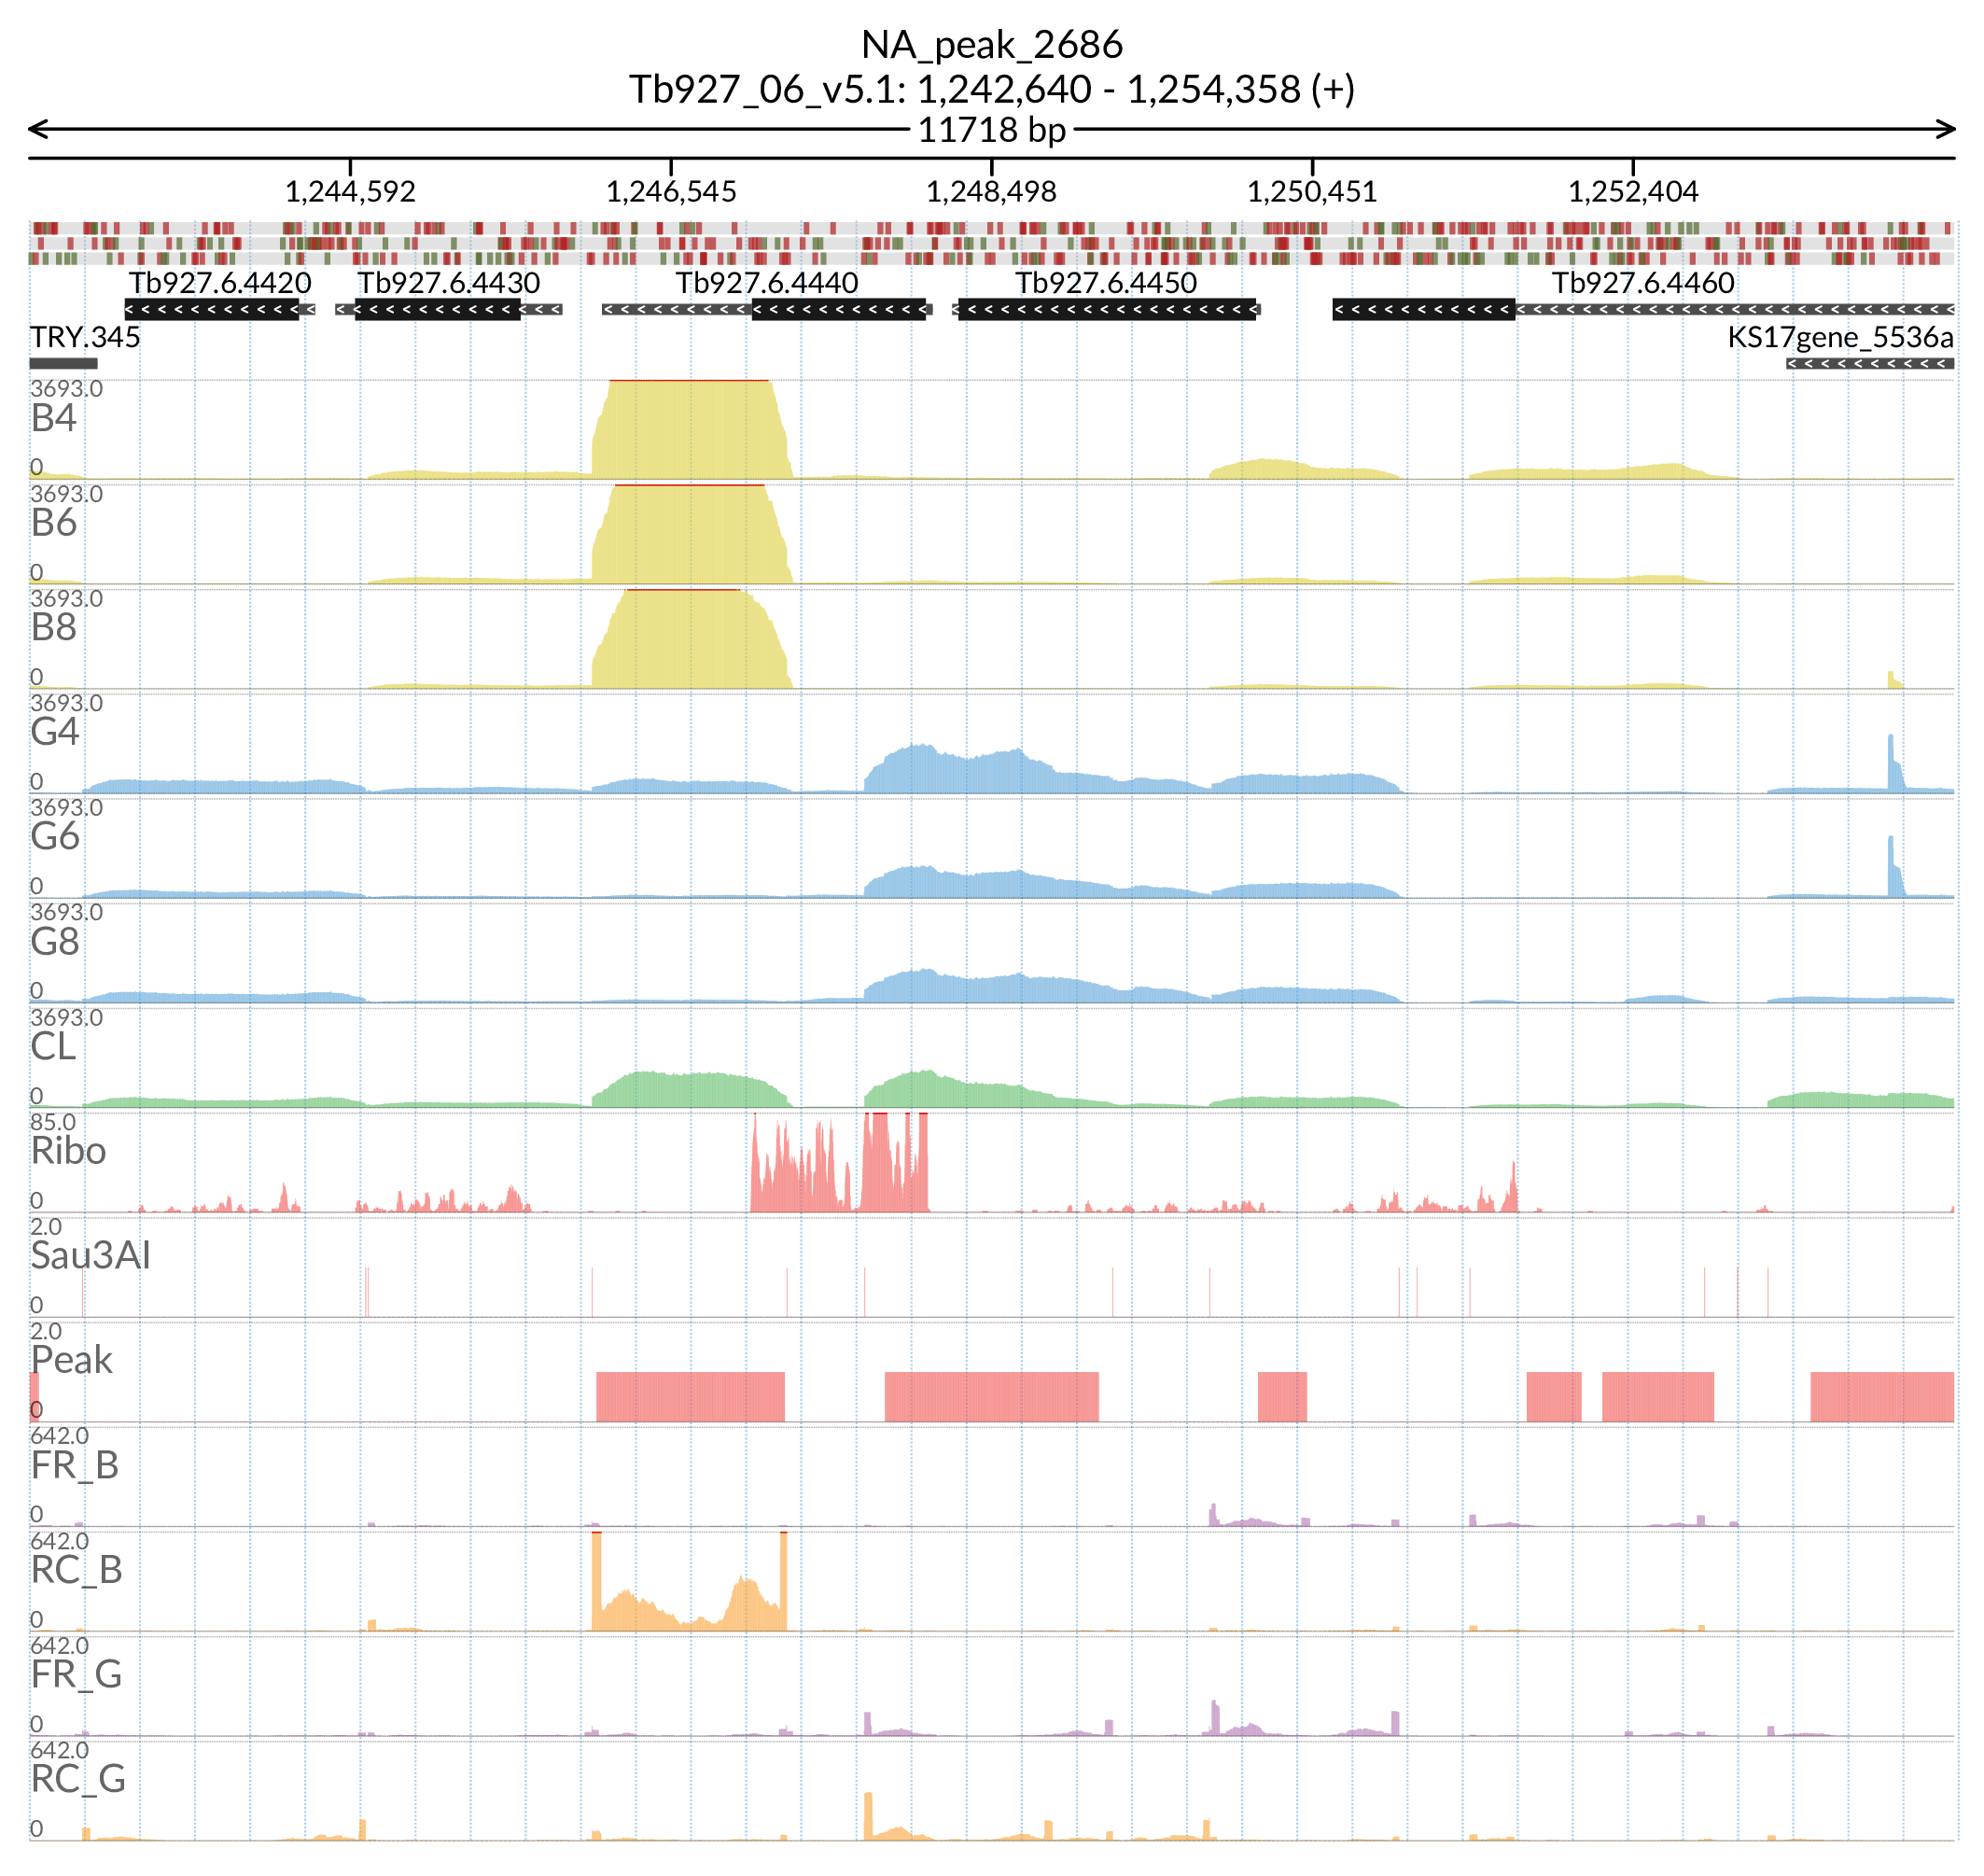 NA_peak_2686
Tb927_06_v5.1: 1,242,640 - 1,254,358 (+)
11718 bp
1,244,592 1,246,545 1,248,498 1,250,451 1,252,404
Tb927.6.4420 Tb927.6.4430 Tb927.6.4440 Tb927.6.4450 Tb927.6.4460
TRY.345 KS17gene_5536a
3693.0
B4
0
3693.0
B6
0
3693.0
B8
0
3693.0
G4
0
3693.0
G6
0
3693.0
G8
0
3693.0
CL
0
85.0
Ribo
0
2.0
Sau3AI
0
2.0
Peak
0
642.0
FR_B
0
642.0
RC_B
0
642.0
FR_G
0
642.0
RC_G
0